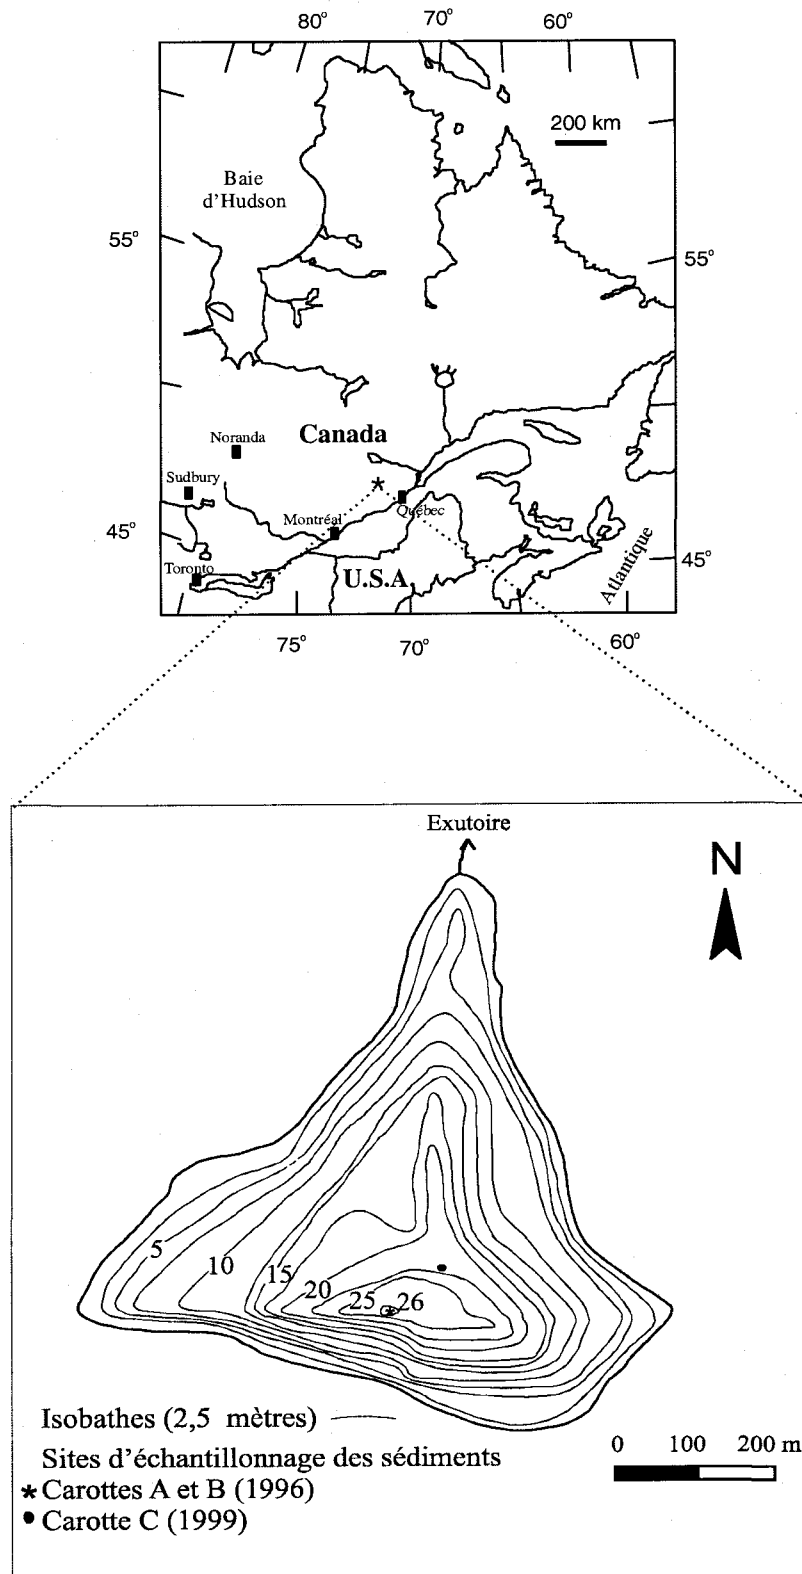 80°
70°
60°
200 km
Baie
d'Hudson
55°
55°
Noranda
Canada
Sudbury
Québec
Montréal
45°
Toronto
U.S.A.
Atlantique
45°
75°
70°
60°
Exutoire
N
5
10
15
20
25
26
Isobathes (2,5 mètres)
Sites d'échantillonnage des sédiments
Carottes A et B (1996)
Carotte C (1999)
0 100 200 m